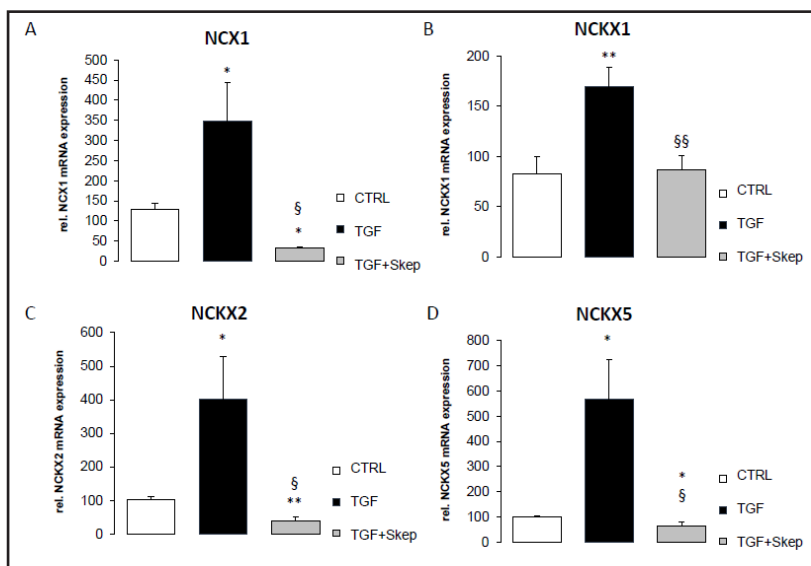 A
NCX1
rel. NCX1 mRNA expression
500
450
400
350
300
250
200
150
100
50
0
*
§
*
CTRL
TGF
TGF+Skep
B
NCKX1
rel. NCKX1 mRNA expression
200
150
100
50
0
**
§§
CTRL
TGF
TGF+Skep
C
NCKX2
rel. NCKX2 mRNA expression
600
500
400
300
200
100
0
*
§
**
CTRL
TGF
TGF+Skep
D
NCKX5
rel. NCKX5 mRNA expression
800
700
600
500
400
300
200
100
0
*
*
§
CTRL
TGF
TGF+Skep